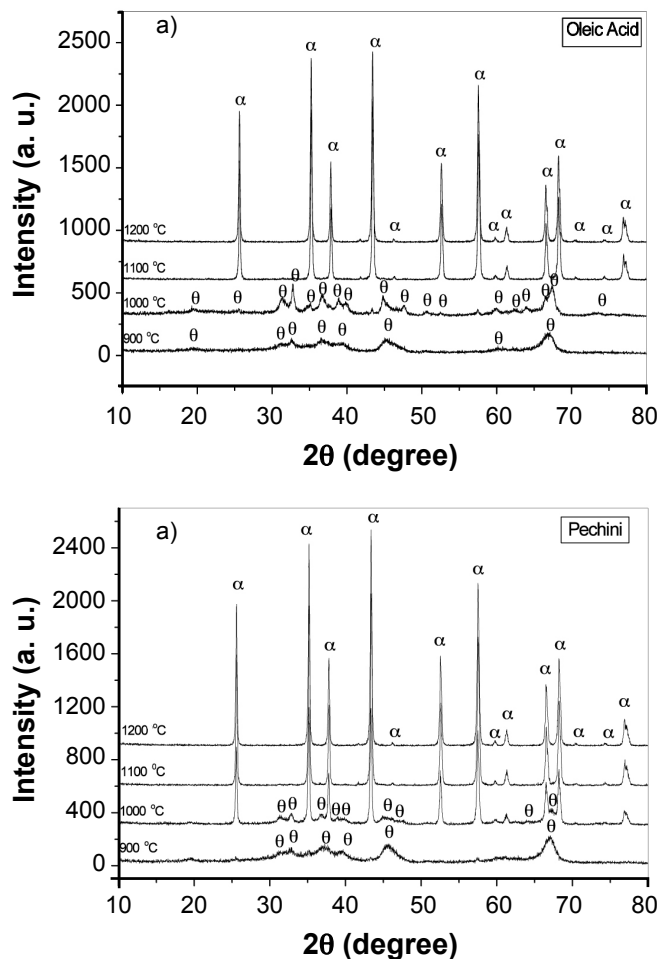 a)
Oleic Acid
2500
2000
1500
1000
500
0
Intensity (a. u.)
α α α α α α α α α α α α α
1200 °C
1100 °C
1000 °C
θ θ θ θ θ θ θ θ θ θ θ θ θ θ θ θ θ
900 °C
θ θ θ θ θ θ θ θ
10 20 30 40 50 60 70 80
2θ (degree)
a)
Pechini
2400
2000
1600
1200
800
400
0
Intensity (a. u.)
α α α α α α α α α α α α α
1200 °C
1100 °C
1000 °C
θ θ θ θ θ θ θ θ θ
900 °C
θ θ θ θ θ θ
10 20 30 40 50 60 70 80
2θ (degree)